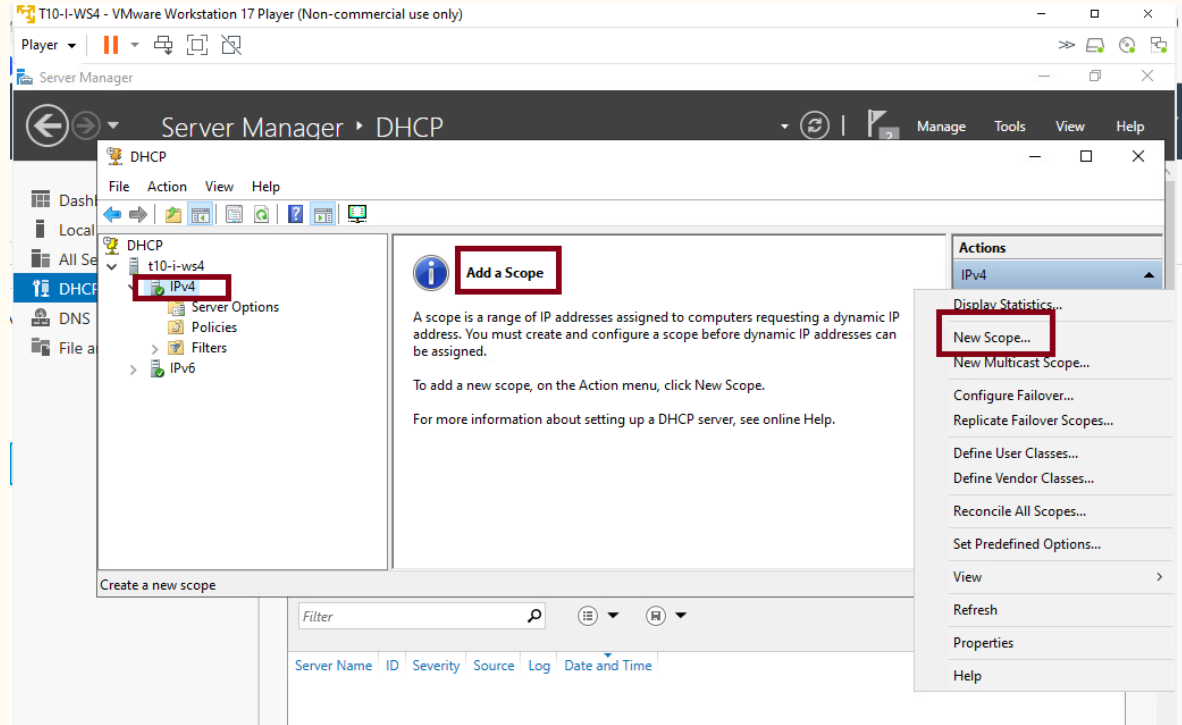 T10-I-WS4 - VMware Workstation 17 Player (Non-commercial use only)
Player
Server Manager
Server Manager DHCP
2
Manage Tools View Help
DHCP
File Action View Help
Dash
Local
All Se
DHCP
DNS
File a
DHCP
t10-i-ws4
IPv4
Server Options
Policies
Filters
IPv6
Add a Scope
A scope is a range of IP addresses assigned to computers requesting a dynamic IP
address. You must create and configure a scope before dynamic IP addresses can
be assigned.
To add a new scope, on the Action menu, click New Scope.
For more information about setting up a DHCP server, see online Help.
Actions
IPv4
Display Statistics...
New Scope...
New Multicast Scope...
Configure Failover...
Replicate Failover Scopes...
Define User Classes...
Define Vendor Classes...
Reconcile All Scopes...
Set Predefined Options...
View
Refresh
Properties
Help
Create a new scope
Filter
Server Name ID Severity Source Log Date and Time